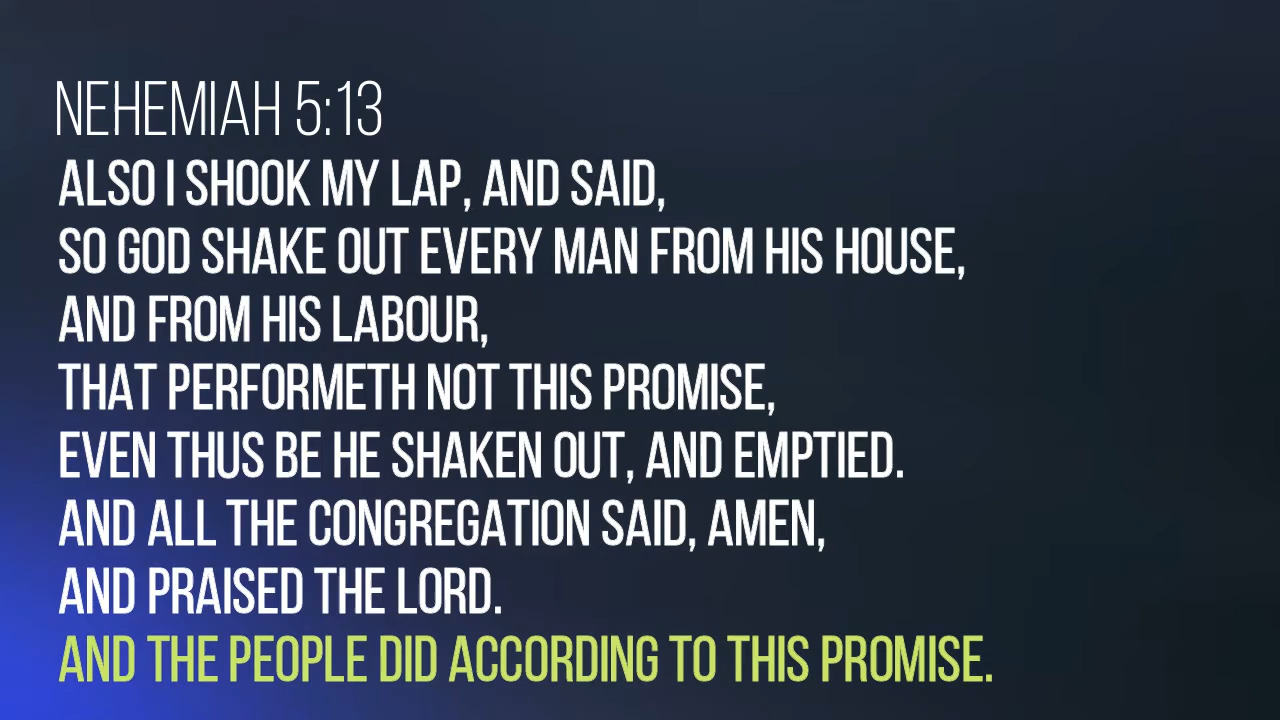 NEHEMIAH 5:13
ALSO I SHOOK MY LAP, AND SAID,
SO GOD SHAKE OUT EVERY MAN FROM HIS HOUSE,
AND FROM HIS LABOUR,
THAT PERFORMETH NOT THIS PROMISE,
EVEN THUS BE HE SHAKEN OUT, AND EMPTIED.
AND ALL THE CONGREGATION SAID, AMEN,
AND PRAISED THE LORD.
AND THE PEOPLE DID ACCORDING TO THIS PROMISE.